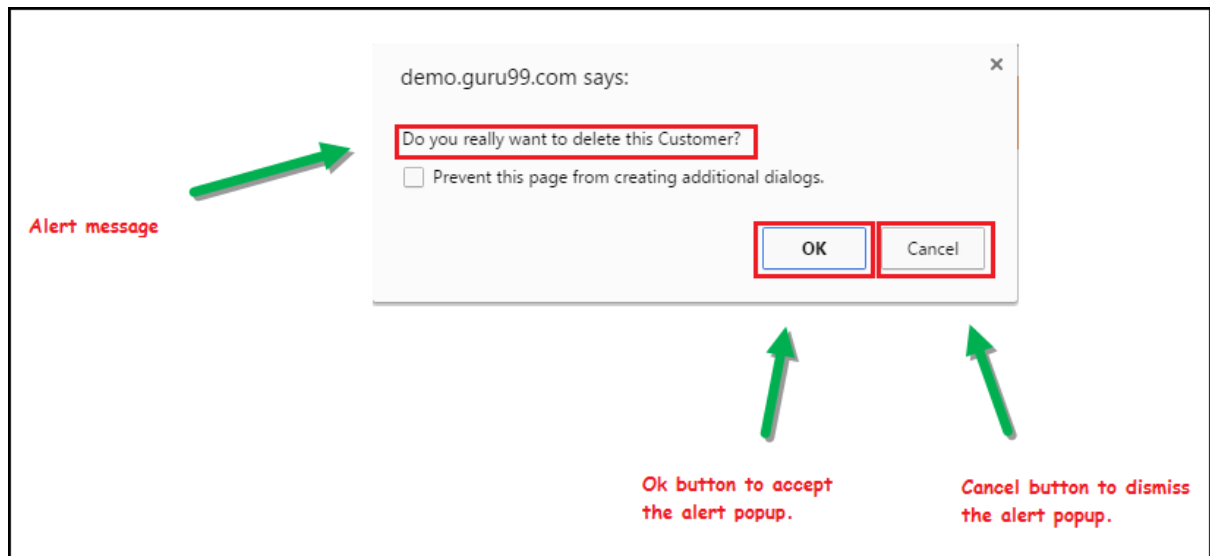 demo.guru99.com says:
Do you really want to delete this Customer?
Prevent this page from creating additional dialogs.
Alert message
OK
Cancel
Ok button to accept
the alert popup.
Cancel button to dismiss
the alert popup.